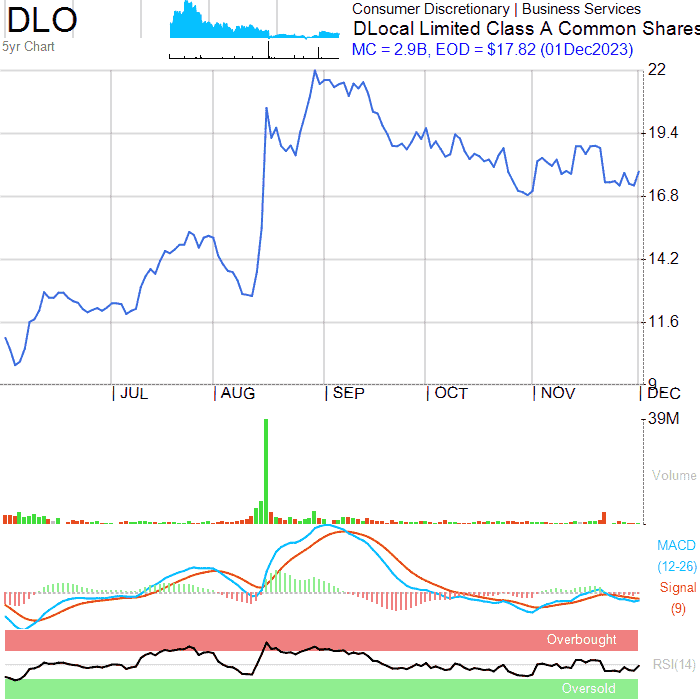 DLO
5yr Chart
Consumer Discretionary | Business Services
DLocal Limited Class A Common Shares
MC = 2.9B, EOD = $17.82 (01Dec2023)
22
19.4
16.8
14.2
11.6
9
JUL
AUG
SEP
OCT
NOV
DEC
39M
Volume
MACD
(12-26)
Signal
(9)
Overbought
RSI(14)
Oversold